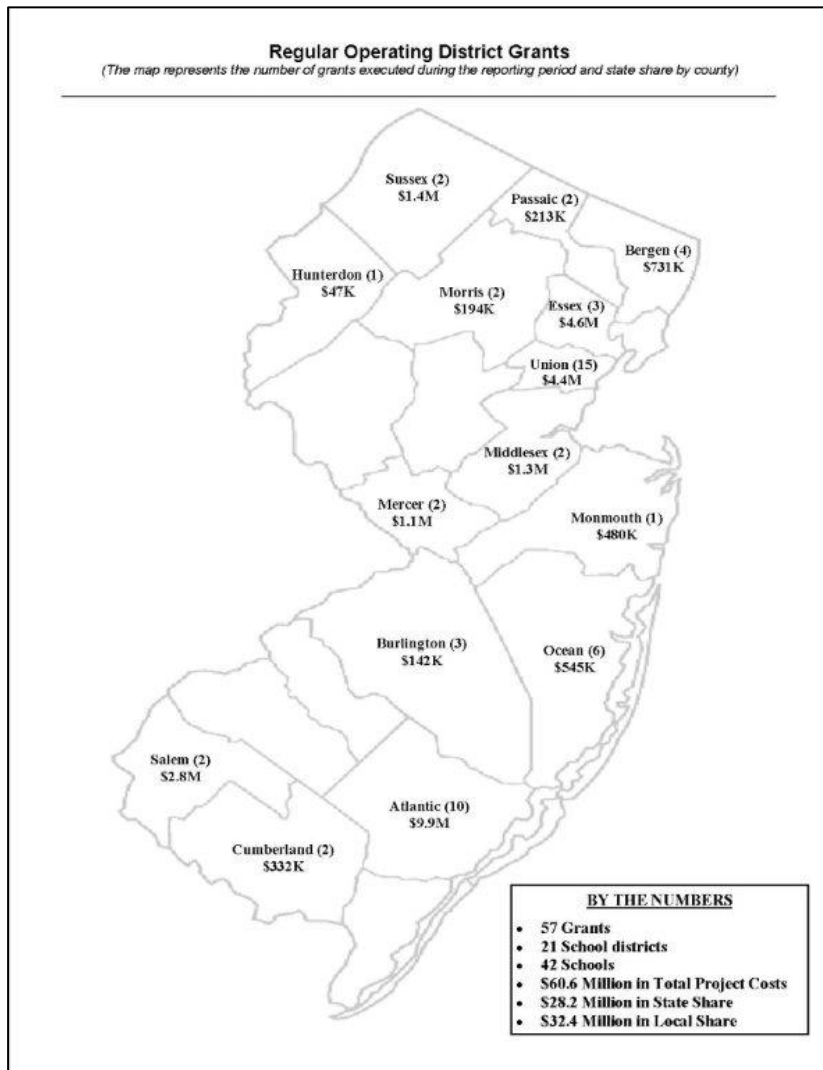 Regular Operating District Grants
(The map represents the number of grants executed during the reporting period and state share by county)
Sussex (2)
$1.4M
Passaic (2)
$213K
Bergen (4)
$731K
Hunterdon (1)
$47K
Morris (2)
$194K
Essex (3)
$4.6M
Union (15)
$4.4M
Middlesex (2)
$1.3M
Mercer (2)
$1.1M
Monmouth (1)
$480K
Burlington (3)
$142K
Ocean (6)
$545K
Salem (2)
$2.8M
Atlantic (10)
$9.9M
Cumberland (2)
$332K
BY THE NUMBERS
• 57 Grants
• 21 School districts
• 42 Schools
• $60.6 Million in Total Project Costs
• $28.2 Million in State Share
• $32.4 Million in Local Share